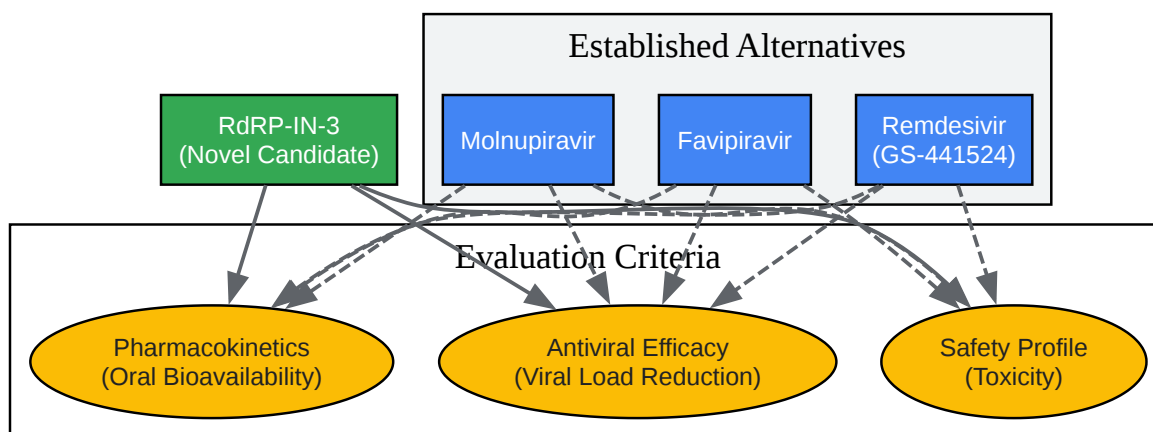 Established Alternatives
RdRP-IN-3
(Novel Candidate)
Molnupiravir
Favipiravir
Remdesivir
(GS-441524)
Evaluation Criteria
Pharmacokinetics
(Oral Bioavailability)
Antiviral Efficacy
(Viral Load Reduction)
Safety Profile
(Toxicity)